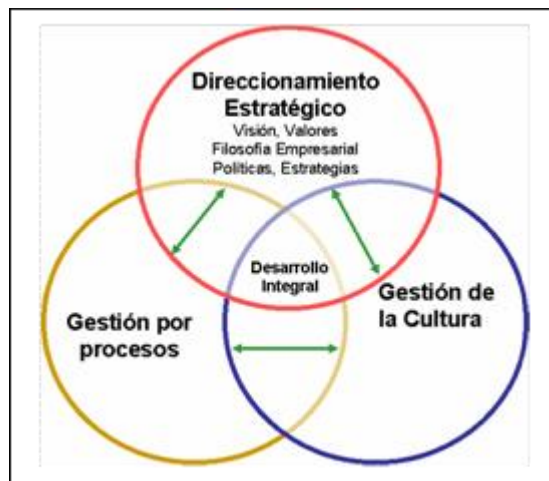 Direccionamiento
Estratégico
Visión, Valores
Filosofía Empresarial
Políticas, Estrategias
Desarrollo
Integral
Gestión por
procesos
Gestión de
la Cultura